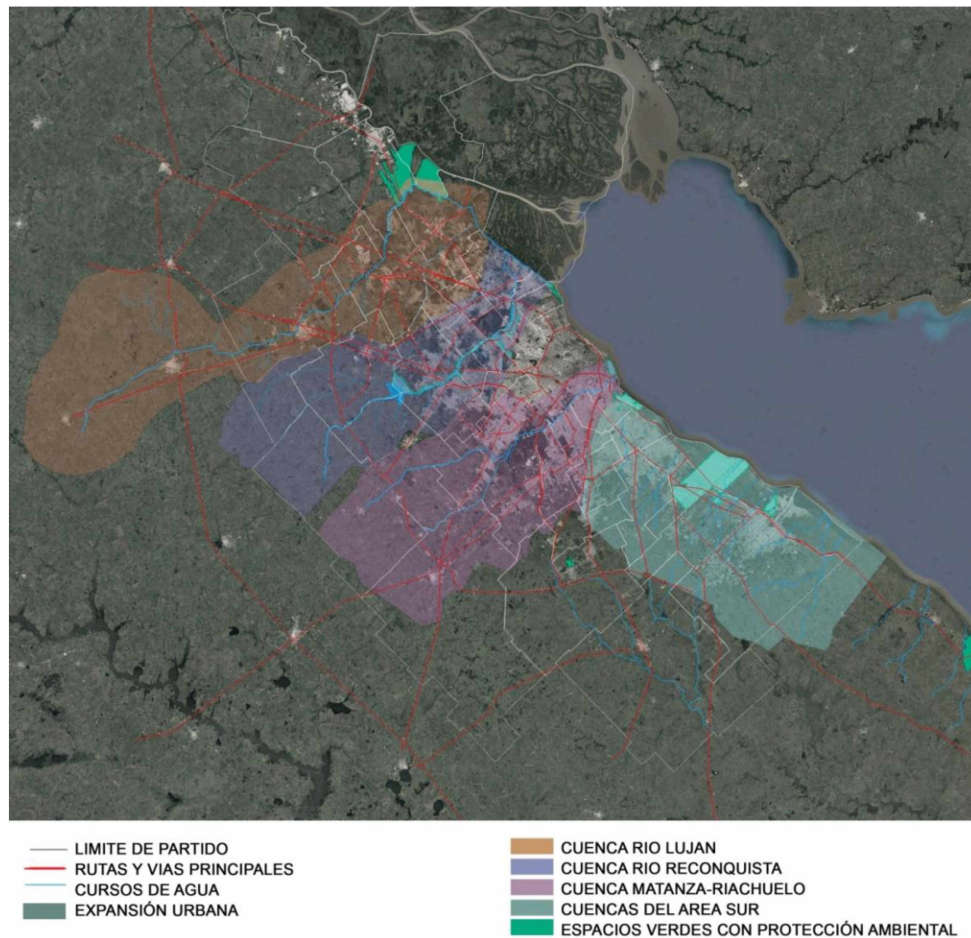 LIMITE DE PARTIDO
RUTAS Y VIAS PRINCIPALES
CURSOS DE AGUA
EXPANSIÓN URBANA
CUENCA RIO LUJAN
CUENCA RIO RECONQUISTA
CUENCA MATANZA-RIACHUELO
CUENCAS DEL AREA SUR
ESPACIOS VERDES CON PROTECCIÓN AMBIENTAL